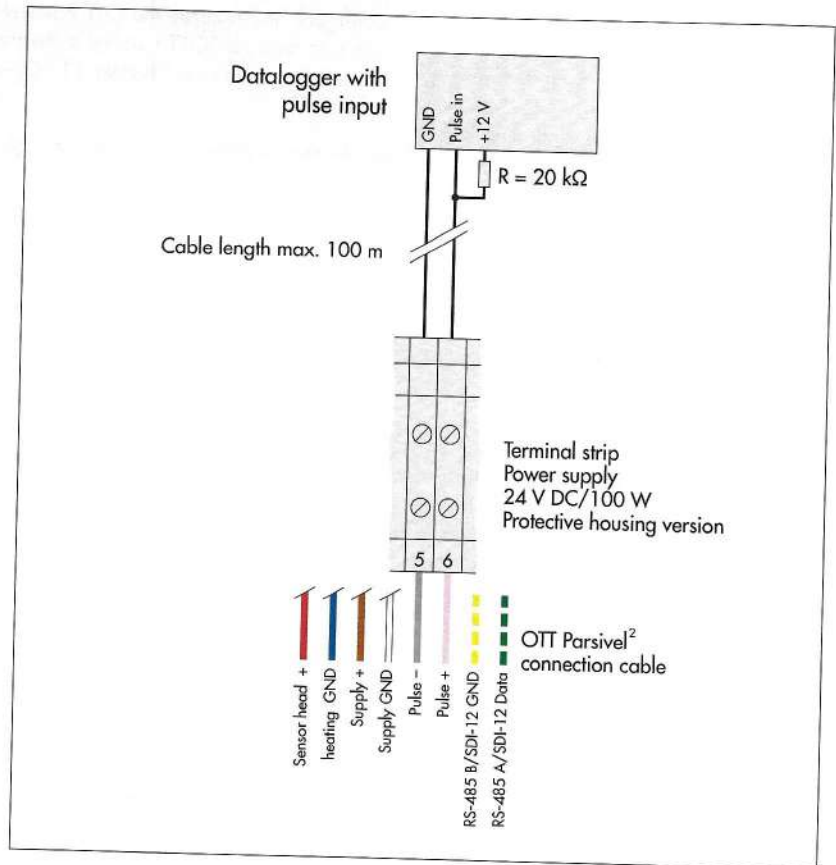 Datalogger with
pulse input
GND
Pulse in
+12 V
R = 20 kΩ
Cable length max. 100 m
Terminal strip
Power supply
24 V DC/100 W
Protective housing version
5 6
Sensor head +
heating GND
Supply +
Supply GND
Pulse –
Pulse +
RS-485 B/SDI-12 GND
RS-485 A/SDI-12 Data
OTT Parsivel²
connection cable